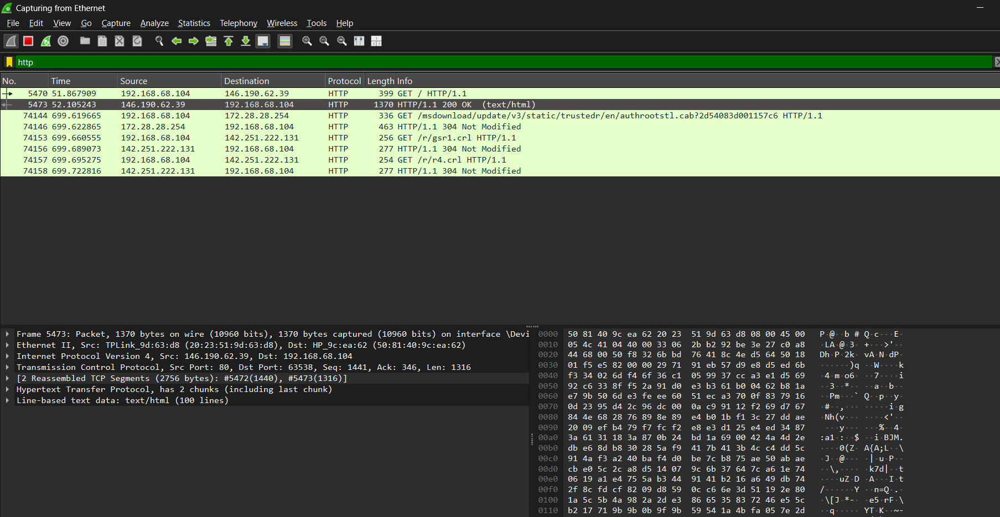 Capturing from Ethernet
File Edit View Go Capture Analyze Statistics Telephony Wireless Tools Help
http
No. Time Source Destination Protocol Length Info
5470 51.867909 192.168.68.104 146.190.62.39 HTTP 399 GET / HTTP/1.1
5473 52.105243 146.190.62.39 192.168.68.104 HTTP 1370 HTTP/1.1 200 OK (text/html)
74144 699.619665 192.168.68.104 172.28.28.254 HTTP 336 GET /msdownload/update/v3/static/trustedr/en/authrootstl.cab?2d54083d001157c6 HTTP/1.1
74146 699.622865 172.28.28.254 192.168.68.104 HTTP 463 HTTP/1.1 304 Not Modified
74153 699.660555 192.168.68.104 142.251.222.131 HTTP 256 GET /r/gsr1.crl HTTP/1.1
74156 699.689073 142.251.222.131 192.168.68.104 HTTP 277 HTTP/1.1 304 Not Modified
74157 699.695275 192.168.68.104 142.251.222.131 HTTP 254 GET /r/r4.crl HTTP/1.1
74158 699.722816 142.251.222.131 192.168.68.104 HTTP 277 HTTP/1.1 304 Not Modified
Frame 5473: Packet, 1370 bytes on wire (10960 bits), 1370 bytes captured (10960 bits) on interface \Devi
Ethernet II, Src: TPLink_9d:63:d8 (20:23:51:9d:63:d8), Dst: HP_9c:ea:62 (50:81:40:9c:ea:62)
Internet Protocol Version 4, Src: 146.190.62.39, Dst: 192.168.68.104
Transmission Control Protocol, Src Port: 80, Dst Port: 63538, Seq: 1441, Ack: 346, Len: 1316
[2 Reassembled TCP Segments (2756 bytes): #5472(1440), #5473(1316)]
Hypertext Transfer Protocol, has 2 chunks (including last chunk)
Line-based text data: text/html (100 lines)
0000 50 81 40 9c ea 62 20 23 51 9d 63 d8 08 00 45 00 P·@··b # Q·c···E·
0010 05 4c 41 04 40 00 33 06 2b b2 92 be 3e 27 c0 a8 ·LA·@·3· +···>'··
0020 44 68 00 50 f8 32 6b bd 76 41 8c 4e d5 64 50 18 Dh·P·2k· vA·N·dP·
0030 01 f5 e5 82 00 00 29 71 91 eb 57 d9 e8 d5 ed 6b ······)q ··W····k
0040 f3 34 02 6d f4 6f 36 c1 05 99 37 cc a3 e1 d5 69 ·4·m·o6· ··7····i
0050 92 c6 33 8f f5 2a 91 d0 e3 b3 61 b0 04 62 b8 1a ··3··*·· ··a··b··
0060 e7 9b 50 6d e3 fe ee 60 51 ec a3 70 0f 83 79 16 ··Pm···` Q··p··y·
0070 0d 23 95 d4 2c 96 dc 00 0a c9 91 12 f2 69 d7 67 ·#··,··· ·····i·g
0080 84 4e 68 28 76 89 8e 89 e4 b0 1b f1 3c 27 dd ae ·Nh(v··· ····<'··
0090 20 09 ef b4 79 f7 fc f2 e8 e3 d1 25 e4 ed 34 87 ···y··· ···%··4·
00a0 3a 61 31 18 3a 87 0b 24 bd 1a 69 00 42 4a 4d 2e :a1·:··$ ··i·BJM.
00b0 db e6 8d b8 30 28 5a f9 41 7b 41 3b 4c c4 dd 5c ····0(Z· A{A;L··\
00c0 91 4a f3 a2 40 ba f4 d0 be 7c b8 75 ae 50 ab ae ·J··@··· ·|·u·P··
00d0 cb e0 5c 2c a8 d5 14 07 9c 6b 37 64 7c a6 1e 74 ··\,···· ·k7d|··t
00e0 06 19 a1 e4 75 5a b3 44 91 41 b2 16 a6 49 db 74 ····uZ·D ·A···I·t
00f0 2f 8c fd cf 82 09 d8 59 0c c6 6e 3d 51 19 2e 80 /······Y ··n=Q·.·
0100 1a 5c 5b 4a 98 2a 2d e3 86 65 35 83 72 46 e5 5c ·\[J·*-· ·e5·rF·\
0110 b2 17 71 9b 9b 0b 9f 9b 59 54 1a 4b fa 05 7e 2d ··q····· YT·K··~-